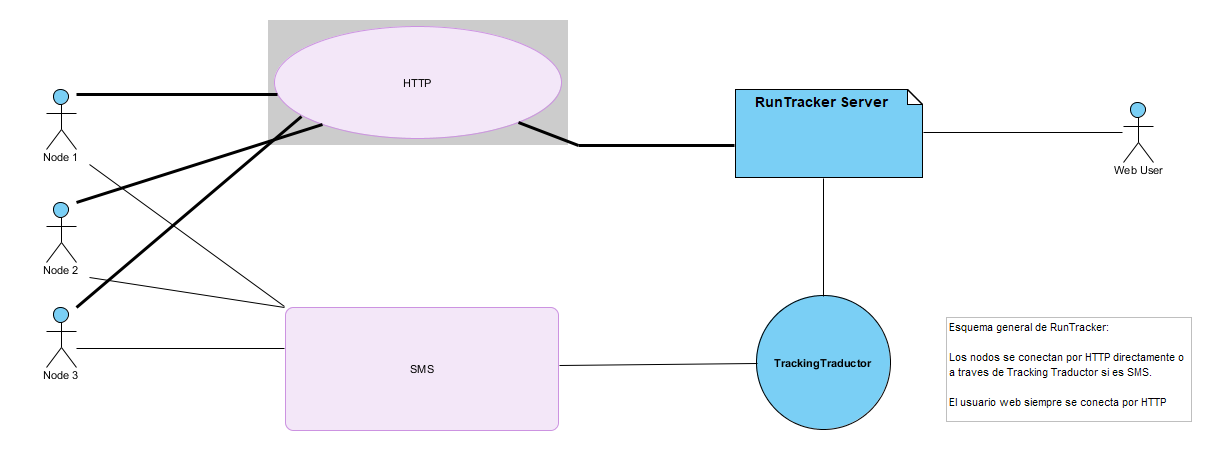 HTTP
RunTracker Server
Node 1
Web User
Node 2
Node 3
SMS
TrackingTraductor
Esquema general de RunTracker:
Los nodos se conectan por HTTP directamente o
a traves de Tracking Traductor si es SMS.
El usuario web siempre se conecta por HTTP